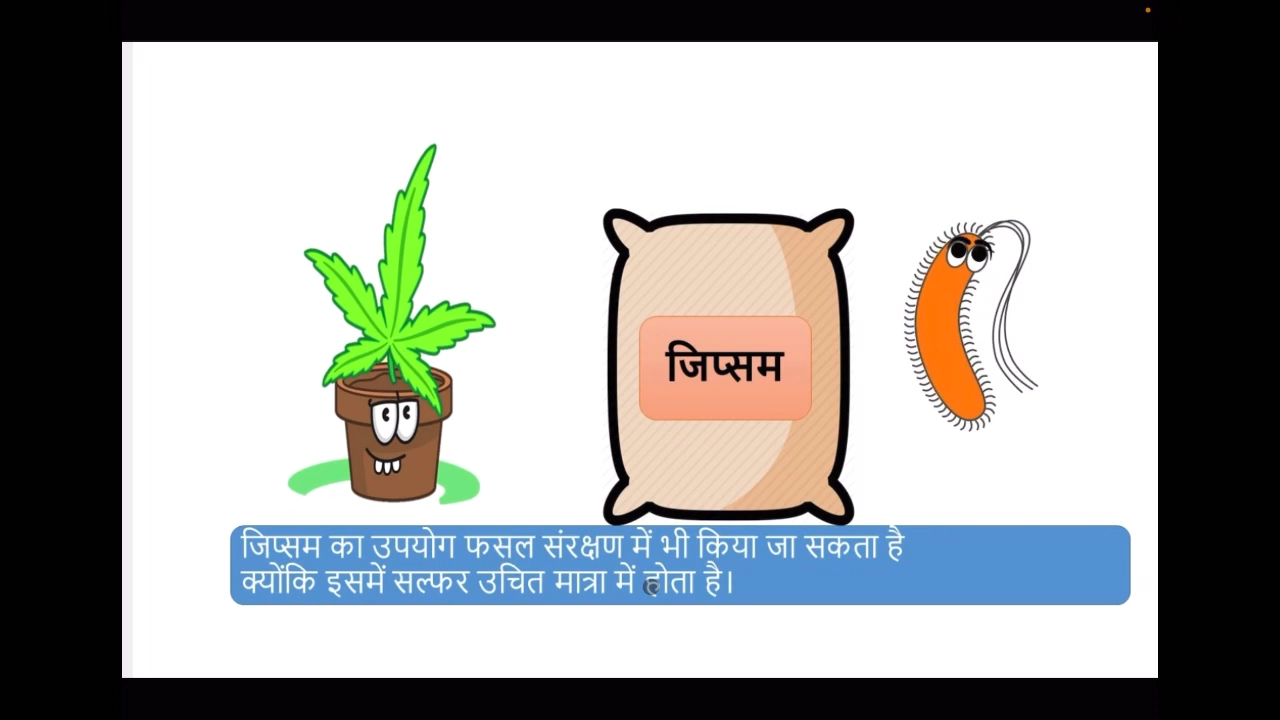 जिप्सम
जिप्सम का उपयोग फसल संरक्षण में भी किया जा सकता है
क्योंकि इसमें सल्फर उचित मात्रा में होता है।